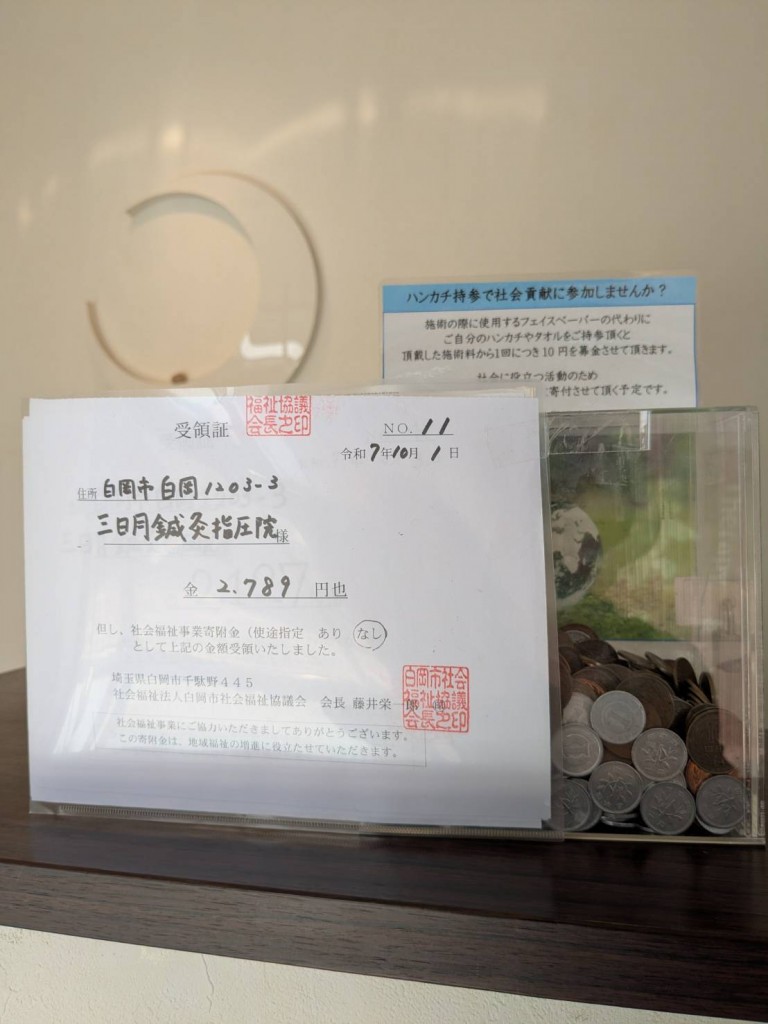 ハンカチ持参で社会貢献に参加しませんか？
施術の際に使用するフェイスペーパーの代わりに
ご自分のハンカチやタオルをご持参頂くと
頂戴した施術料から1回につき10円を募金させて頂きます。
社会に役立つ活動のため
寄付させて頂く予定です。
福祉協議
会長之印
受領証
NO. 11
令和7年10月1日
住所 白岡市白岡1203-3
三日月鍼灸指圧院様
金 2.789 円也
但し、社会福祉事業寄附金（使途指定 あり なし）
として上記の金額受領いたしました。
埼玉県白岡市千駄野445
社会福祉法人白岡市社会福祉協議会 会長 藤井栄一
白岡市社会
福祉協議
会長之印
社会福祉事業にご協力いただきましてありがとうございます。
この寄附金は、地域福祉の増進に役立たせていただきます。